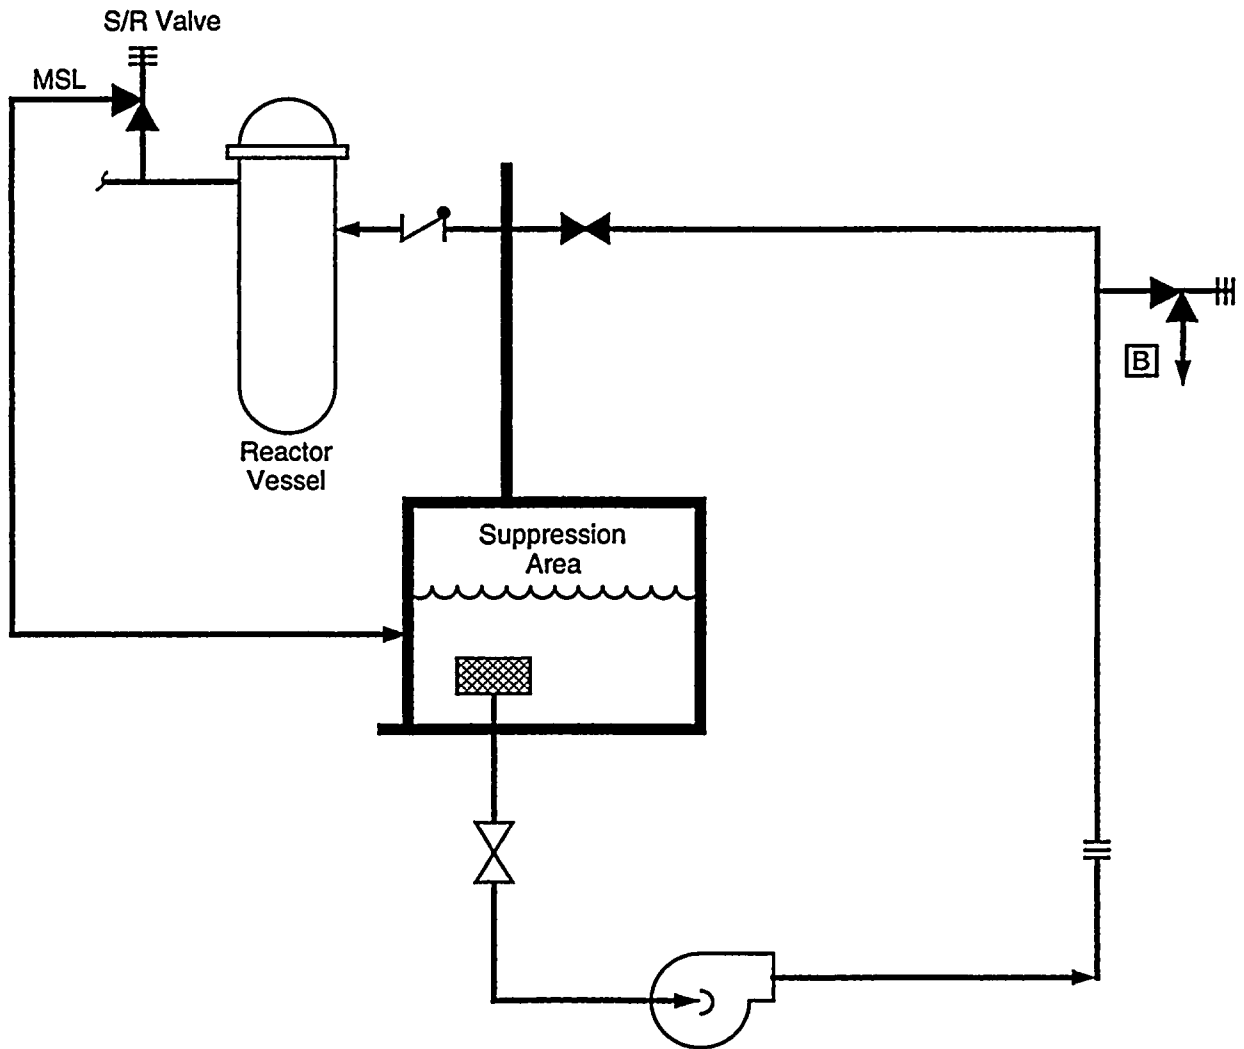 S/R Valve
MSL
B
Reactor
Vessel
Suppression
Area